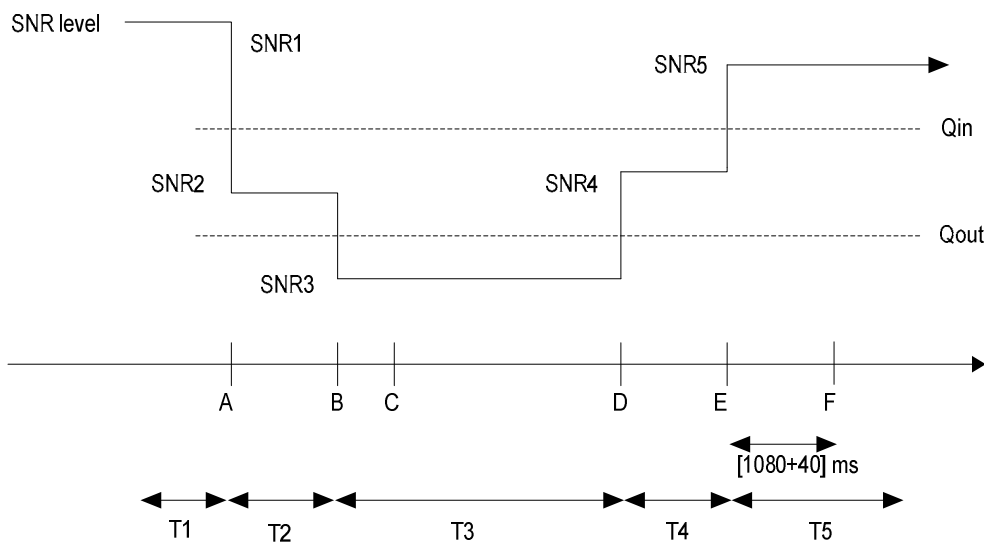 SNR level
SNR1
SNR5
Qin
SNR2
SNR4
Qout
SNR3
A B C D E F
[1080+40] ms
T1 T2 T3 T4 T5